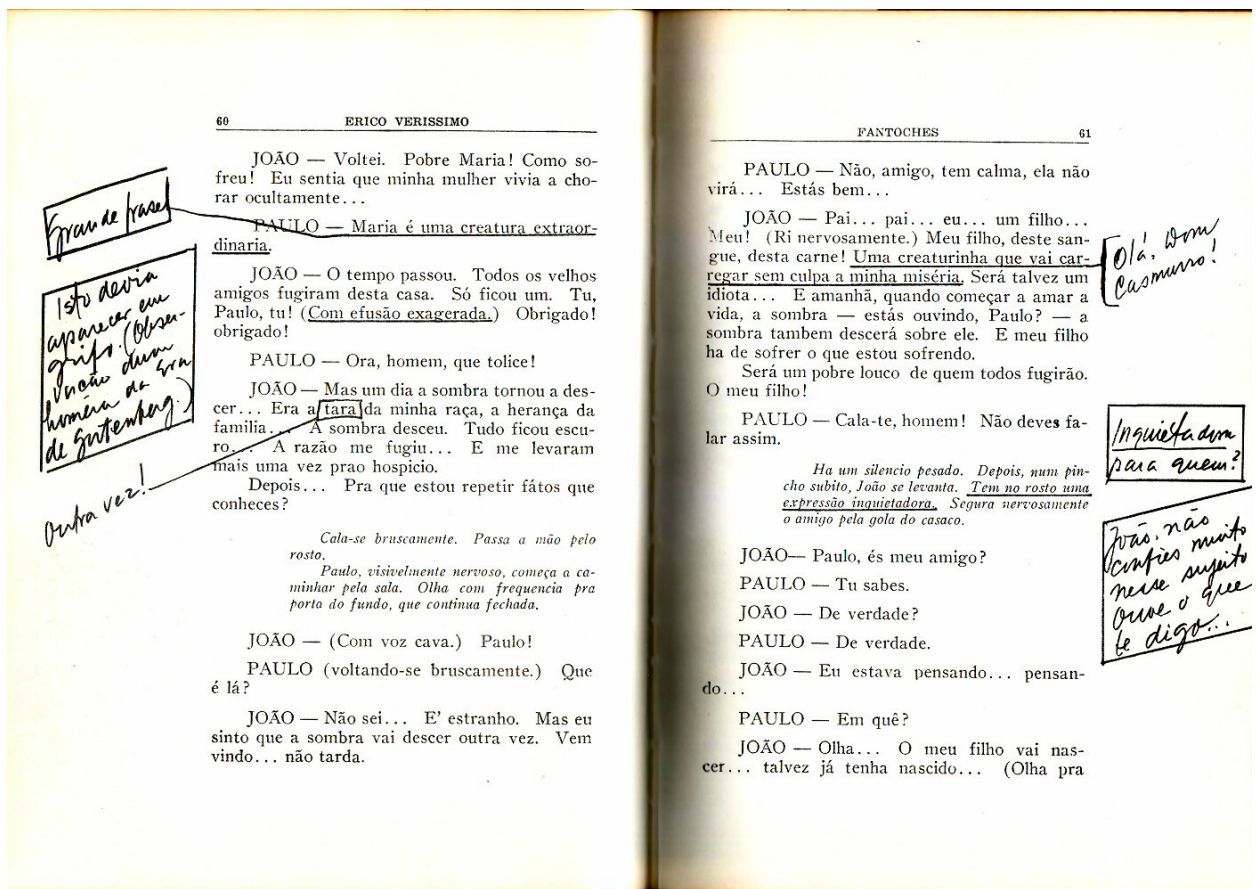 60 ERICO VERISSIMO
JOÃO — Voltei. Pobre Maria! Como so-
freu! Eu sentia que minha mulher vivia a cho-
rar ocultamente...
PAULO — Maria é uma creatura extraor-
dinaria.
JOÃO — O tempo passou. Todos os velhos
amigos fugiram desta casa. Só ficou um. Tu,
Paulo, tu! (Com efusão exagerada.) Obrigado!
obrigado!
PAULO — Ora, homem, que tolice!
JOÃO — Mas um dia a sombra tornou a des-
cer... Era a tara da minha raça, a herança da
familia... A sombra desceu. Tudo ficou escu-
ro... A razão me fugiu... E me levaram
mais uma vez prao hospicio.
Depois... Pra que estou repetir fátos que
conheces?
Cala-se bruscamente. Passa a mão pelo
rosto.
Paulo, visivelmente nervoso, começa a ca-
minhar pela sala. Olha com frequencia pra
porta do fundo, que continua fechada.
JOÃO — (Com voz cava.) Paulo!
PAULO (voltando-se bruscamente.) Que
é lá?
JOÃO — Não sei... E' estranho. Mas eu
sinto que a sombra vai descer outra vez. Vem
vindo... não tarda.
Grande frase!
Isto devia
aparecer em
grifo. (Obser-
vacão dum
homem da era
de Gutenberg.)
Outra vez!
FANTOCHES 61
PAULO — Não, amigo, tem calma, ela não
virá... Estás bem...
JOÃO — Pai... pai... eu... um filho...
Meu! (Ri nervosamente.) Meu filho, deste san-
gue, desta carne! Uma creaturinha que vai car-
regar sem culpa a minha miséria. Será talvez um
idiota... E amanhã, quando começar a amar a
vida, a sombra — estás ouvindo, Paulo? — a
sombra tambem descerá sobre ele. E meu filho
ha de sofrer o que estou sofrendo.
Será um pobre louco de quem todos fugirão.
O meu filho!
PAULO — Cala-te, homem! Não deves fa-
lar assim.
Ha um silencio pesado. Depois, num pin-
cho subito, João se levanta. Tem no rosto uma
expressão inquietadora. Segura nervosamente
o amigo pela gola do casaco.
JOÃO— Paulo, és meu amigo?
PAULO — Tu sabes.
JOÃO — De verdade?
PAULO — De verdade.
JOÃO — Eu estava pensando... pensan-
do...
PAULO — Em quê?
JOÃO — Olha... O meu filho vai nas-
cer... talvez já tenha nascido... (Olha pra
Olá, Dom
Casmurro!
Inquietadora
para quem?
João, não
confies muito
nesse sujeito
Ouve o que
te digo...